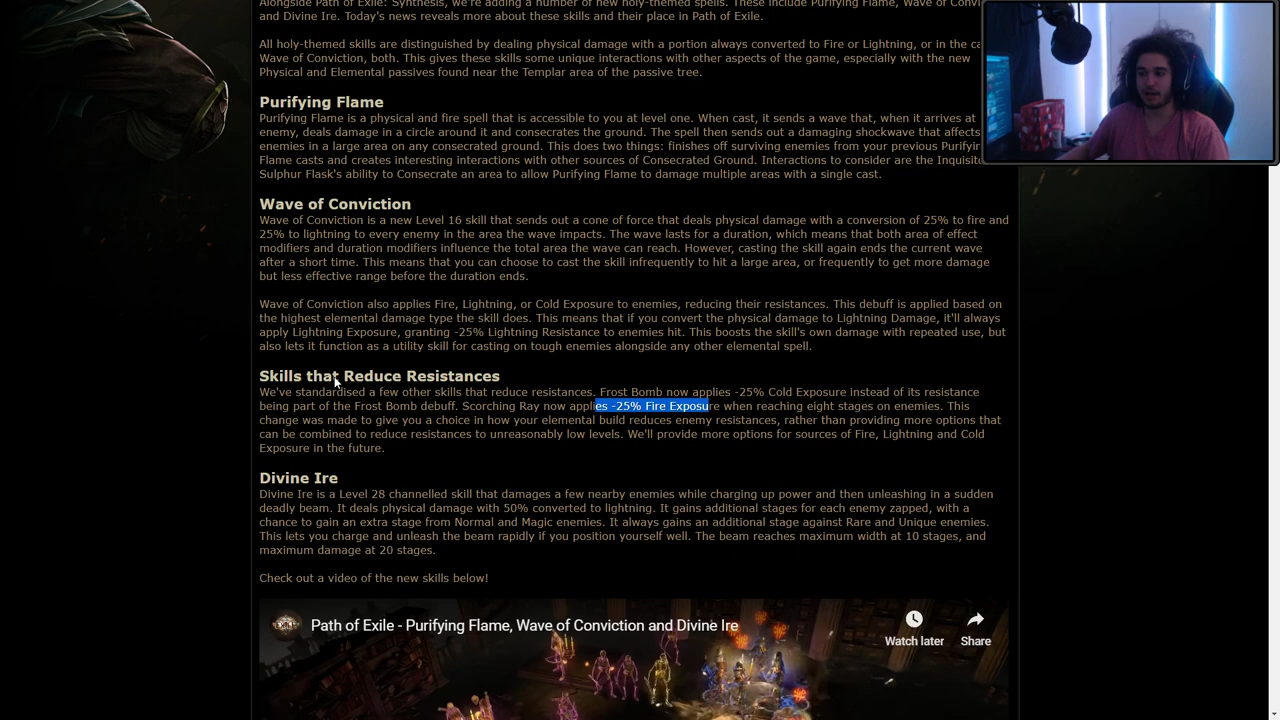 Alongside Path of Exile: Synthesis, we're adding a number of new holy-themed spells. These include Purifying Flame, Wave of
and Divine Ire. Today's news reveals more about these skills and their place in Path of Exile.
All holy-themed skills are distinguished by dealing physical damage with a portion always converted to Fire or Lightning, or in the
Wave of Conviction, both. This gives these skills some unique interactions with other aspects of the game, especially with the new
Physical and Elemental passives found near the Templar area of the passive tree.
Purifying Flame
Purifying Flame is a physical and fire spell that is accessible to you at level one. When cast, it sends a wave that, when it arrives at
enemy, deals damage in a circle around it and consecrates the ground. The spell then sends out a damaging shockwave that affects
enemies in a large area on any consecrated ground. This does two things: finishes off surviving enemies from your previous
Flame casts and creates interesting interactions with other sources of Consecrated Ground. Interactions to consider are the
Sulphur Flask's ability to Consecrate an area to allow Purifying Flame to damage multiple areas with a single cast.
Wave of Conviction
Wave of Conviction is a new Level 16 skill that sends out a cone of force that deals physical damage with a conversion of 25% to fire and
25% to lightning to every enemy in the area the wave impacts. The wave lasts for a duration, which means that both area of effect
modifiers and duration modifiers influence the total area the wave can reach. However, casting the skill again ends the current wave
after a short time. This means that you can choose to cast the skill infrequently to hit a large area, or frequently to get more damage
but less effective range before the duration ends.
Wave of Conviction also applies Fire, Lightning, or Cold Exposure to enemies, reducing their resistances. This debuff is applied based on
the highest elemental damage type the skill does. This means that if you convert the physical damage to Lightning Damage, it'll always
apply Lightning Exposure, granting -25% Lightning Resistance to enemies hit. This boosts the skill's own damage with repeated use, but
also lets it function as a utility skill for casting on tough enemies alongside any other elemental spell.
Skills that Reduce Resistances
We've standardised a few other skills that reduce resistances. Frost Bomb now applies -25% Cold Exposure instead of its resistance
being part of the Frost Bomb debuff. Scorching Ray now applies -25% Fire Exposure when reaching eight stages on enemies. This
change was made to give you a choice in how your elemental build reduces enemy resistances, rather than providing more options that
can be combined to reduce resistances to unreasonably low levels. We'll provide more options for sources of Fire, Lightning and Cold
Exposure in the future.
Divine Ire
Divine Ire is a Level 28 channelled skill that damages a few nearby enemies while charging up power and then unleashing in a sudden
deadly beam. It deals physical damage with 50% converted to lightning. It gains additional stages for each enemy zapped, with a
chance to gain an extra stage from Normal and Magic enemies. It always gains an additional stage against Rare and Unique enemies.
This lets you charge and unleash the beam rapidly if you position yourself well. The beam reaches maximum width at 10 stages, and
maximum damage at 20 stages.
Check out a video of the new skills below!
Path of Exile - Purifying Flame, Wave of Conviction and Divine Ire
Watch later
Share